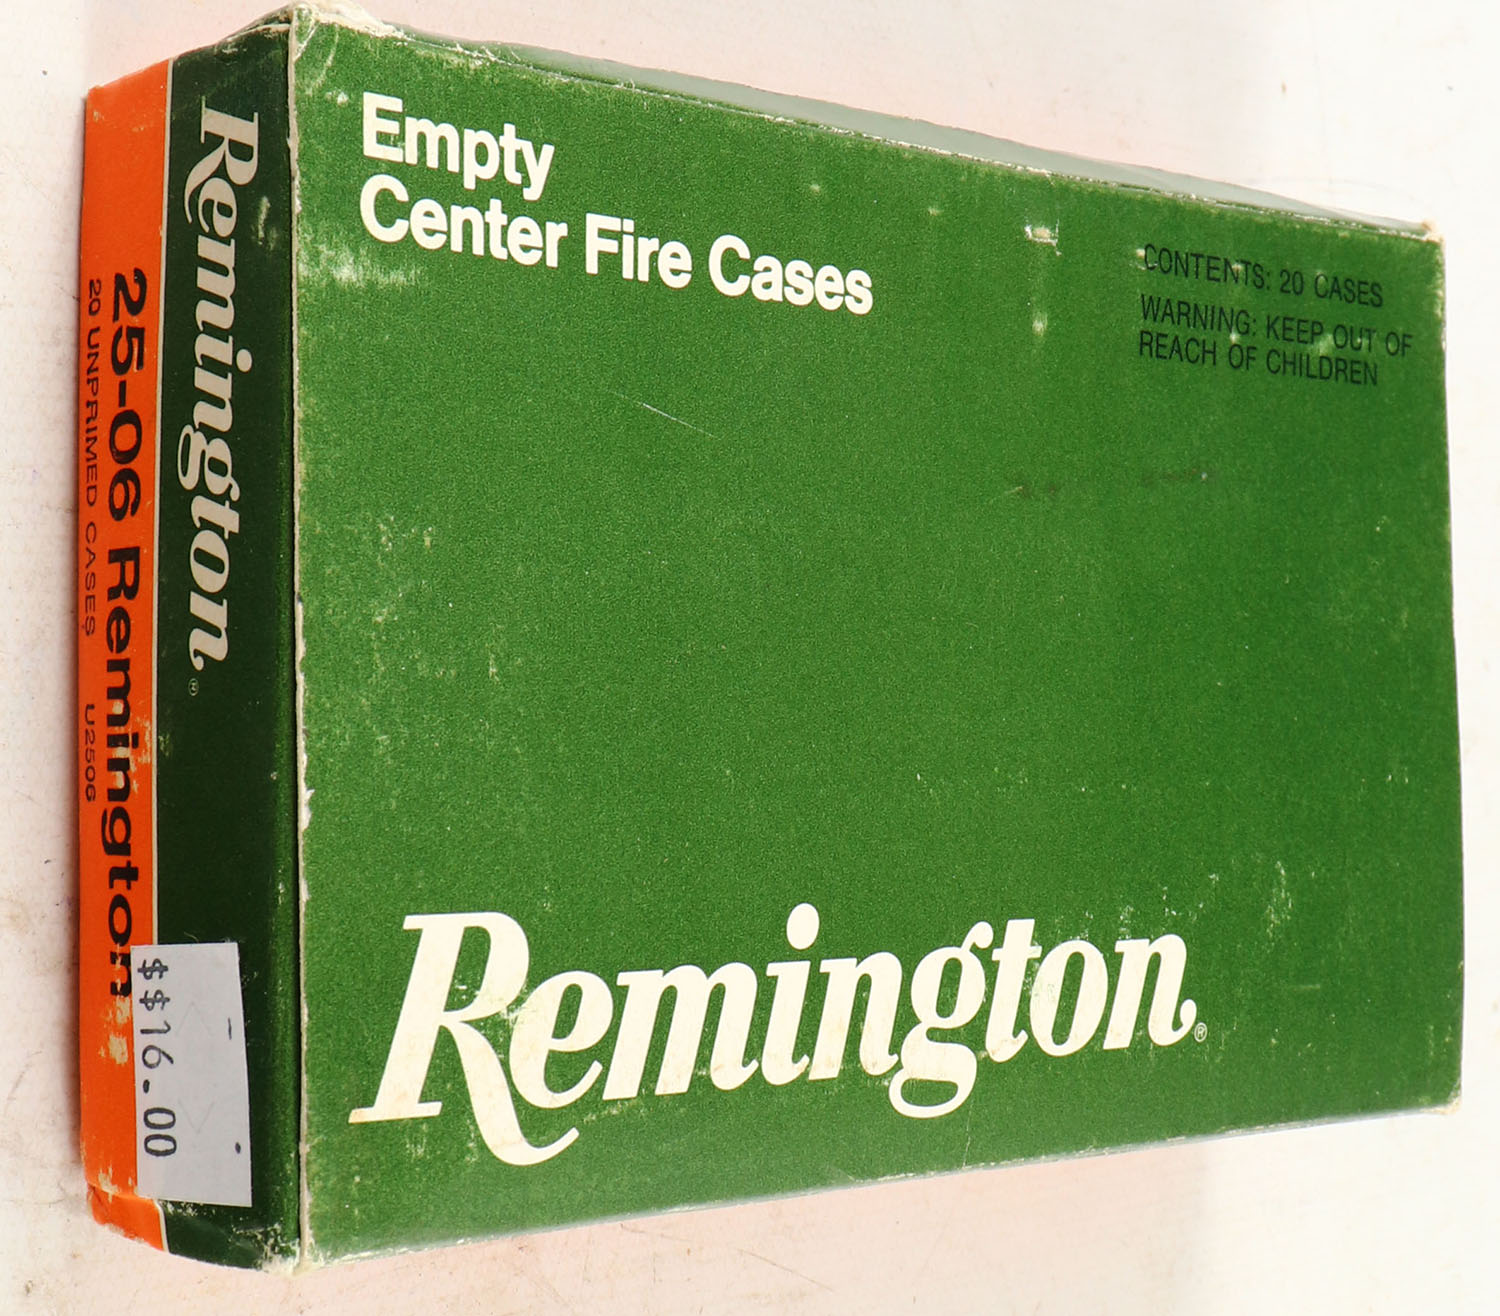 Empty
Center Fire Cases
CONTENTS: 20 CASES
WARNING: KEEP OUT OF
REACH OF CHILDREN
Remington®
Remington®
25-06 Remington
20 UNPRIMED CASES U2506
$$16.00